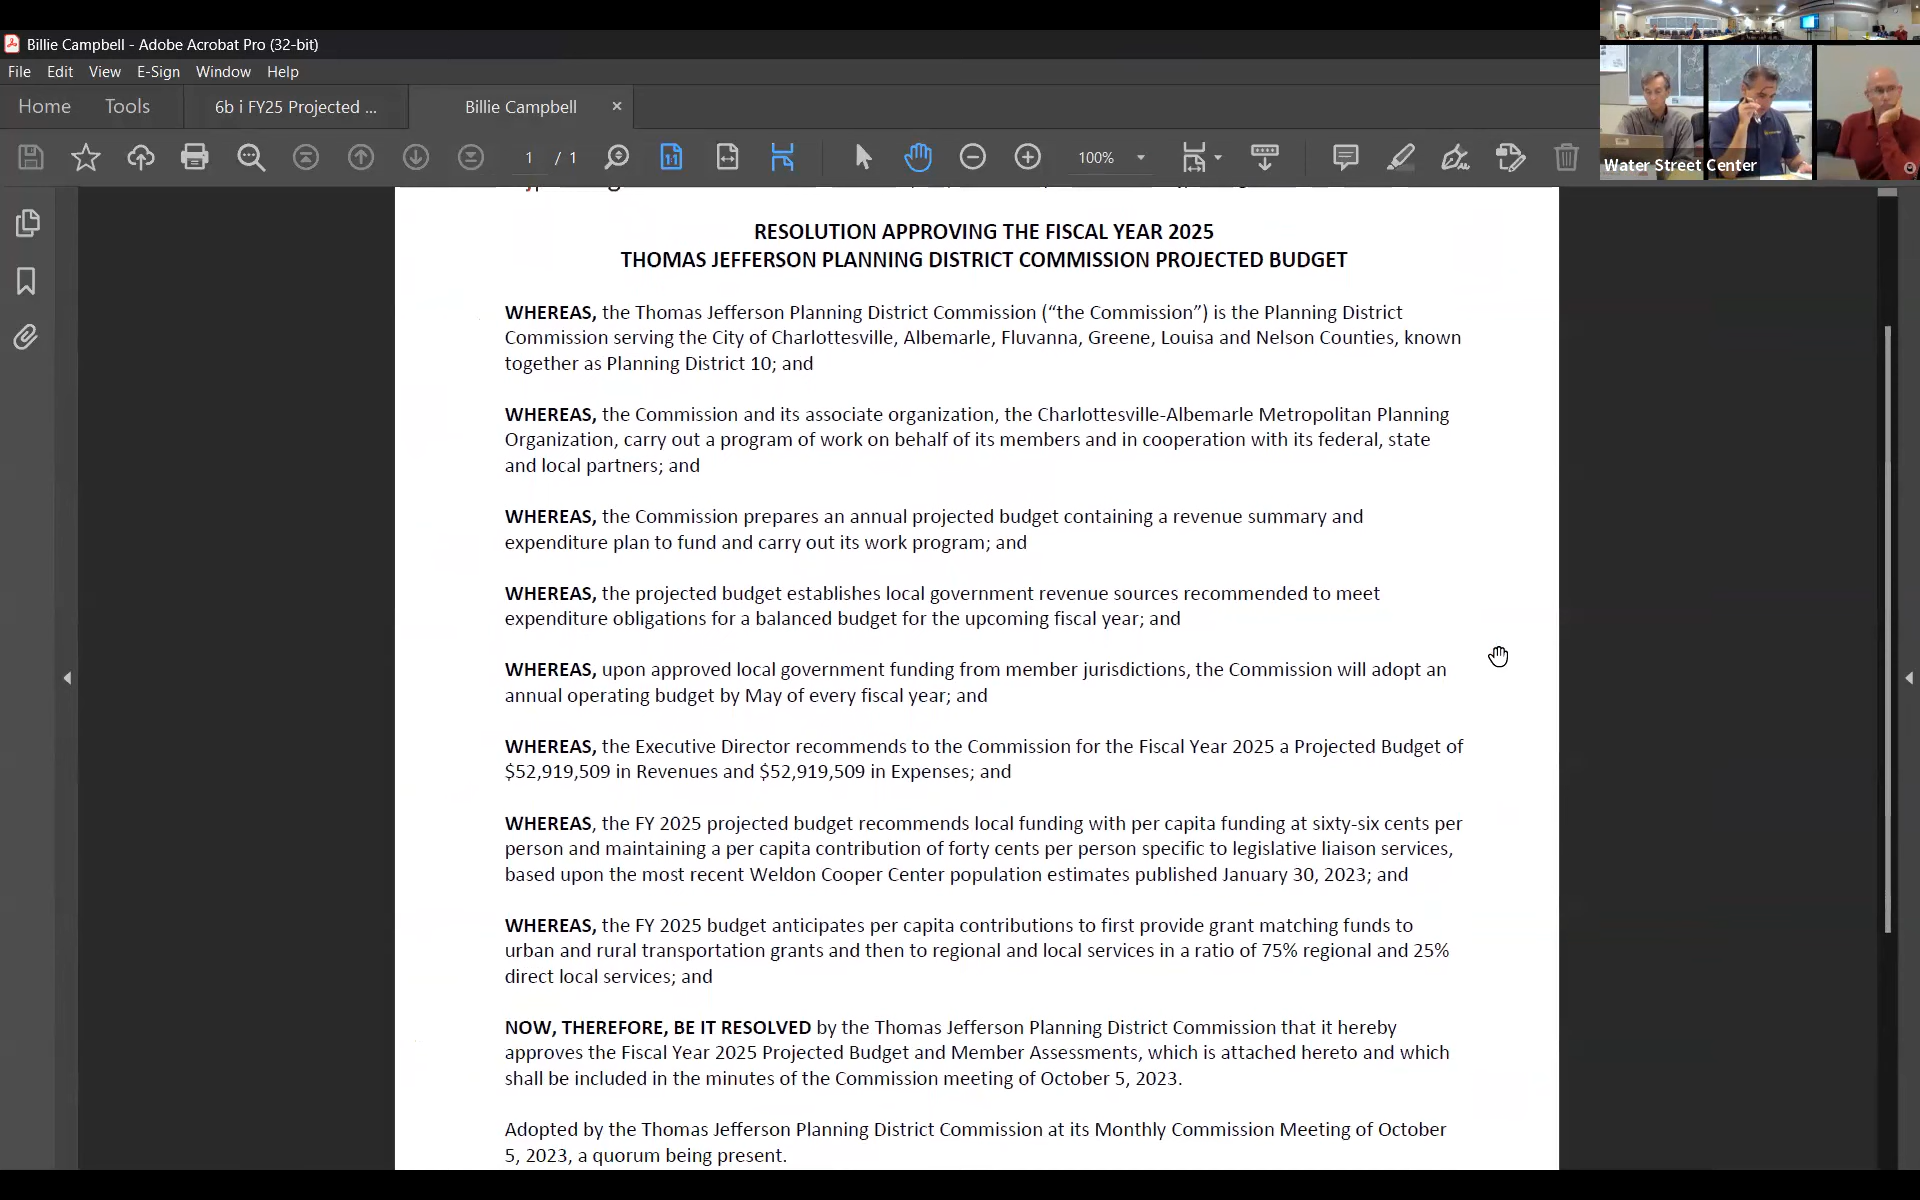 Billie Campbell - Adobe Acrobat Pro (32-bit)
File Edit View E-Sign Window Help
Home Tools 6b i FY25 Projected ... Billie Campbell ×
1 / 1 100%
Water Street Center
RESOLUTION APPROVING THE FISCAL YEAR 2025
THOMAS JEFFERSON PLANNING DISTRICT COMMISSION PROJECTED BUDGET
WHEREAS, the Thomas Jefferson Planning District Commission (“the Commission”) is the Planning District
Commission serving the City of Charlottesville, Albemarle, Fluvanna, Greene, Louisa and Nelson Counties, known
together as Planning District 10; and
WHEREAS, the Commission and its associate organization, the Charlottesville-Albemarle Metropolitan Planning
Organization, carry out a program of work on behalf of its members and in cooperation with its federal, state
and local partners; and
WHEREAS, the Commission prepares an annual projected budget containing a revenue summary and
expenditure plan to fund and carry out its work program; and
WHEREAS, the projected budget establishes local government revenue sources recommended to meet
expenditure obligations for a balanced budget for the upcoming fiscal year; and
WHEREAS, upon approved local government funding from member jurisdictions, the Commission will adopt an
annual operating budget by May of every fiscal year; and
WHEREAS, the Executive Director recommends to the Commission for the Fiscal Year 2025 a Projected Budget of
$52,919,509 in Revenues and $52,919,509 in Expenses; and
WHEREAS, the FY 2025 projected budget recommends local funding with per capita funding at sixty-six cents per
person and maintaining a per capita contribution of forty cents per person specific to legislative liaison services,
based upon the most recent Weldon Cooper Center population estimates published January 30, 2023; and
WHEREAS, the FY 2025 budget anticipates per capita contributions to first provide grant matching funds to
urban and rural transportation grants and then to regional and local services in a ratio of 75% regional and 25%
direct local services; and
NOW, THEREFORE, BE IT RESOLVED by the Thomas Jefferson Planning District Commission that it hereby
approves the Fiscal Year 2025 Projected Budget and Member Assessments, which is attached hereto and which
shall be included in the minutes of the Commission meeting of October 5, 2023.
Adopted by the Thomas Jefferson Planning District Commission at its Monthly Commission Meeting of October
5, 2023, a quorum being present.